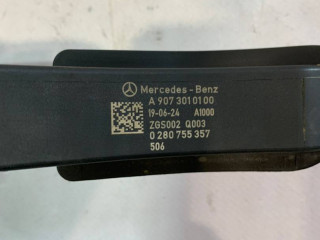 Mercedes-Benz
A 907 301 01 00
19-06-24 A1000
ZGS002 Q003
0 280 755 357
506